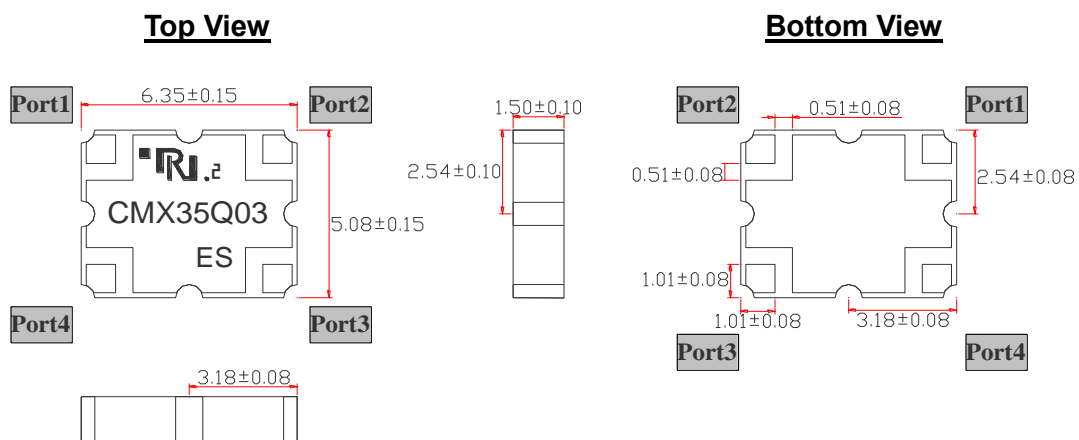 Top View
Port1
6.35±0.15
Port2
.2
CMX35Q03
ES
5.08±0.15
Port4
Port3
3.18±0.08
1.50±0.10
2.54±0.10
Bottom View
Port2
0.51±0.08
Port1
0.51±0.08
2.54±0.08
1.01±0.08
1.01±0.08
3.18±0.08
Port3
Port4